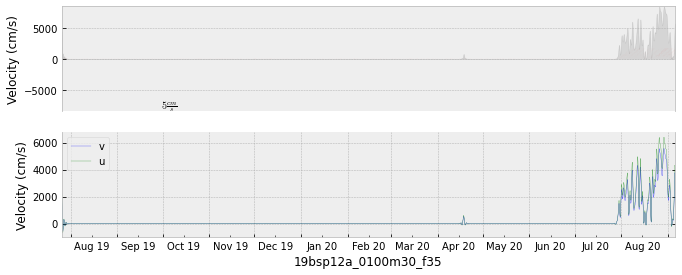 Velocity (cm/s)
5000
0
−5000
5 cm/s
Velocity (cm/s)
6000
4000
2000
0
v
u
Aug 19 Sep 19 Oct 19 Nov 19 Dec 19 Jan 20 Feb 20 Mar 20 Apr 20 May 20 Jun 20 Jul 20 Aug 20
19bsp12a_0100m30_f35